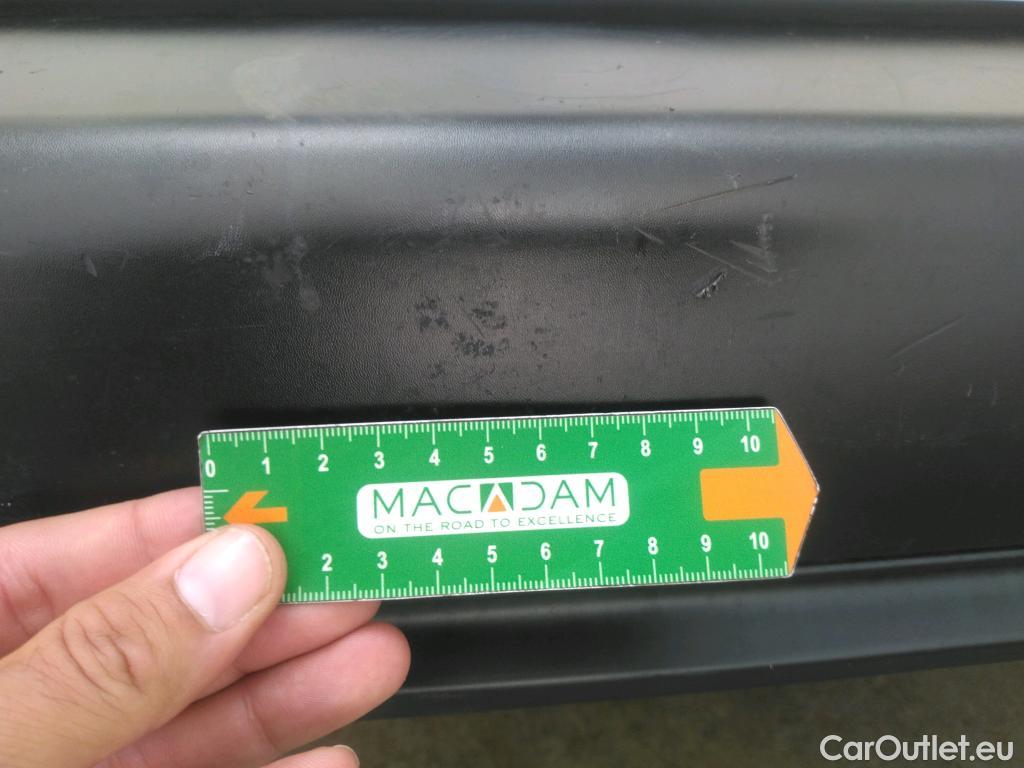 0 1 2 3 4 5 6 7 8 9 10
MACADAM
ON THE ROAD TO EXCELLENCE
2 3 4 5 6 7 8 9 10
CarOutlet.eu